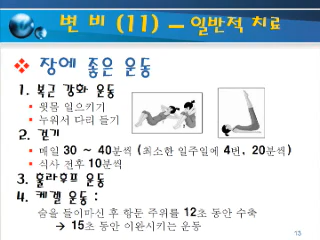 변 비 (11) – 일반적 치료
장에 좋은 운동
1. 복근 강화 운동
윗몸 일으키기
누워서 다리 들기
2. 걷기
매일 30 ~ 40분씩 (최소한 일주일에 4번, 20분씩)
식사 전후 10분씩
3. 훌라후프 운동
4. 케겔 운동 :
숨을 들이마신 후 항문 주위를 12초 동안 수축
→ 15초 동안 이완시키는 운동
13